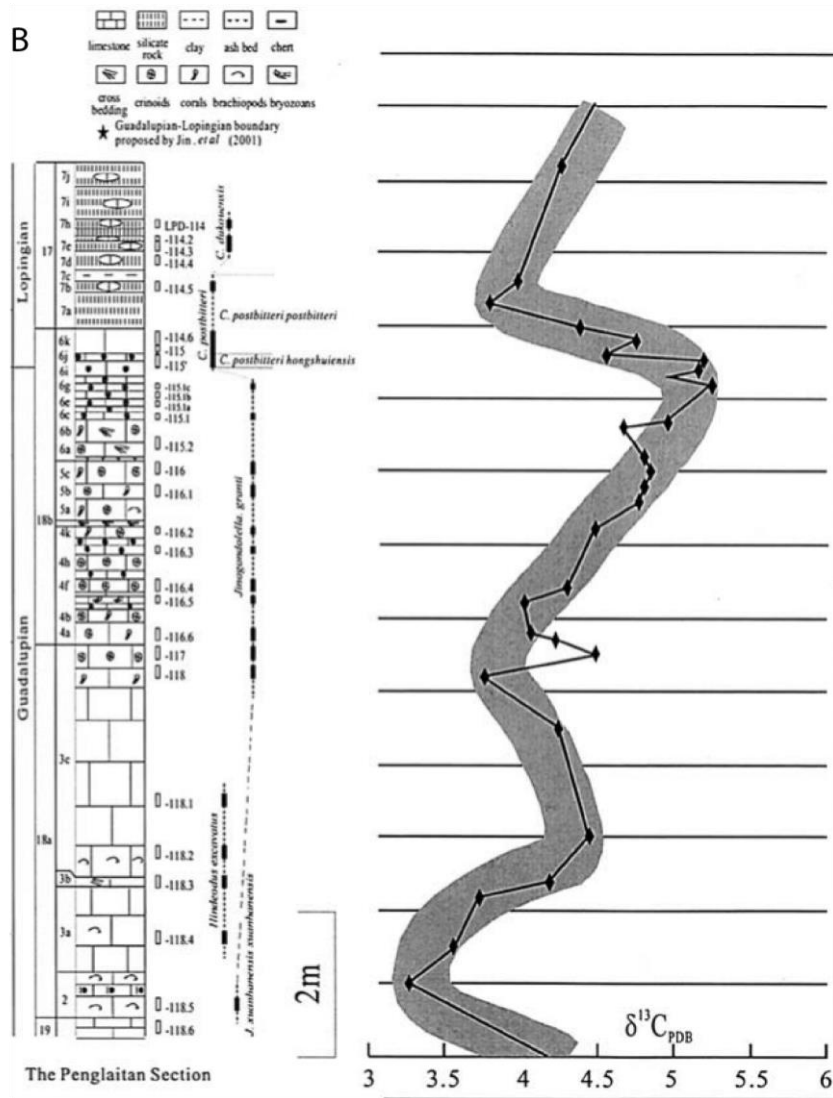 B
limestone silicate rock clay ash bed chert
cross bedding crinoids corals brachiopods bryozoans
★ Guadalupian-Lopingian boundary
proposed by Jin. et al (2001)
Lopingian
Guadalupian
17
18b
18a
19
7j
7i
7h
7e
7d
7c
7b
7a
6k
6j
6i
6g
6e
6c
6b
6a
5c
5b
5a
4k
4h
4f
4b
4a
3c
3b
3a
2
LPD-114
-114.2
-114.3
-114.4
-114.5
-114.6
-115
-115'
-115.1c
-115.1b
-115.1a
-115.1
-115.2
-116
-116.1
-116.2
-116.3
-116.4
-116.5
-116.6
-117
-118
-118.1
-118.2
-118.3
-118.4
-118.5
-118.6
C. dukouensis
C. postbitteri
C. postbitteri postbitteri
C. postbitteri hongshuiensis
Jinogondolella. granti
Hindeodus excavatus
J. xuanhanensis xuanhanensis
2m
δ13CPDB
3 3.5 4 4.5 5 5.5 6
The Penglaitan Section